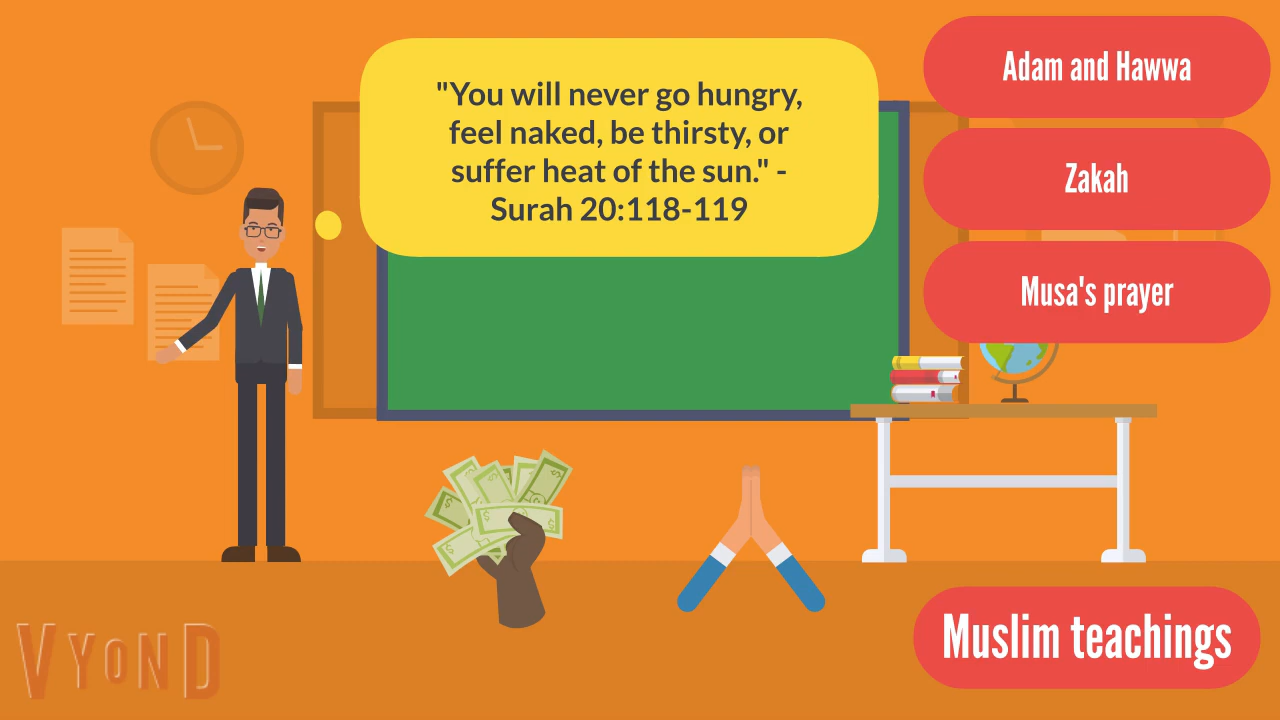 "You will never go hungry,
feel naked, be thirsty, or
suffer heat of the sun." -
Surah 20:118-119
Adam and Hawwa
Zakah
Musa's prayer
Muslim teachings
VYOND